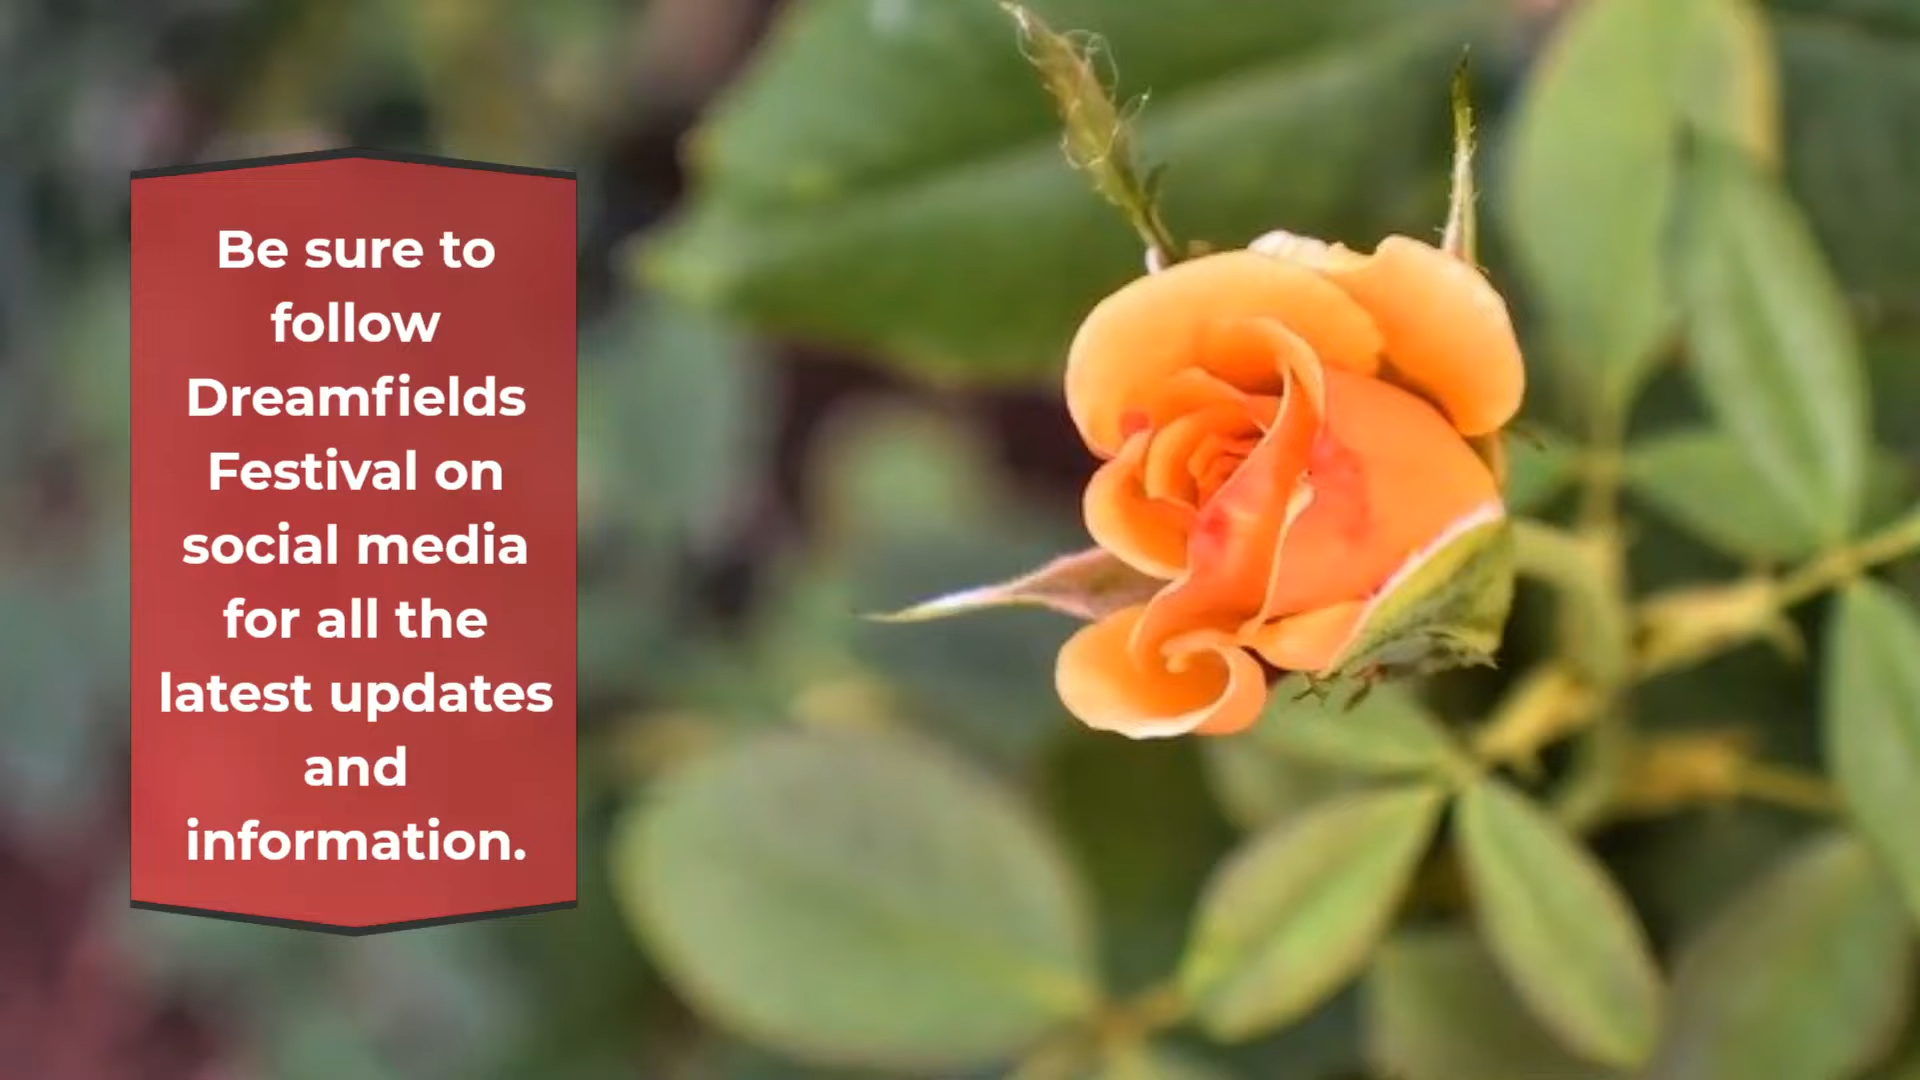 Be sure to
follow
Dreamfields
Festival on
social media
for all the
latest updates
and
information.